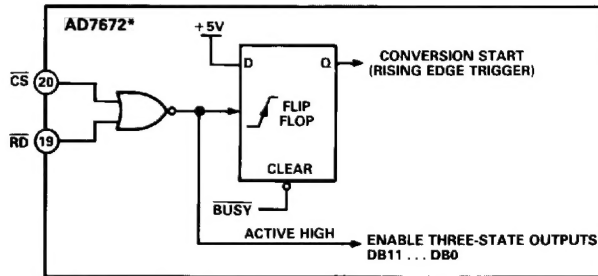 AD7672*
+5V
D
Q
CONVERSION START
(RISING EDGE TRIGGER)
CS
20
FLIP
FLOP
RD
19
CLEAR
BUSY
ACTIVE HIGH
ENABLE THREE-STATE OUTPUTS
DB11 . . . DB0